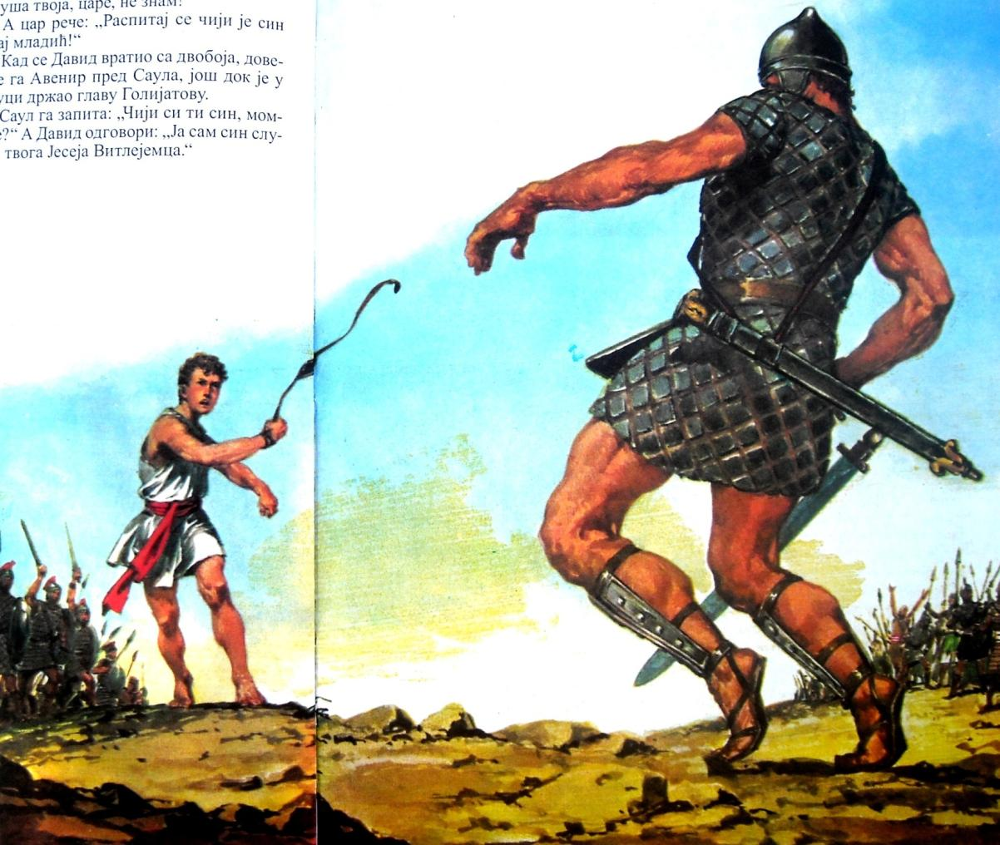 уша твоја, царе, не знам!
А цар рече: „Распитај се чији је син
ај младић!“
Кад се Давид вратио са двобоја, дове-
е га Авенир пред Саула, још док је у
уци држао главу Голијатову.
Саул га запита: „Чији си ти син, мом-
е?“ А Давид одговори: „Ја сам син слу-
твога Јесеја Витлејемца.“